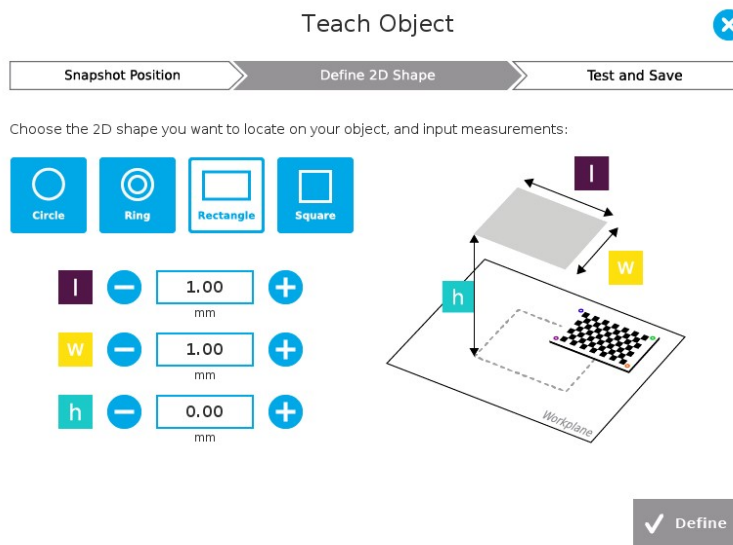 Teach Object
Snapshot Position
Define 2D Shape
Test and Save
Choose the 2D shape you want to locate on your object, and input measurements:
Circle
Ring
Rectangle
Square
l
1.00
mm
w
1.00
mm
h
0.00
mm
l
w
h
Workplane
Define